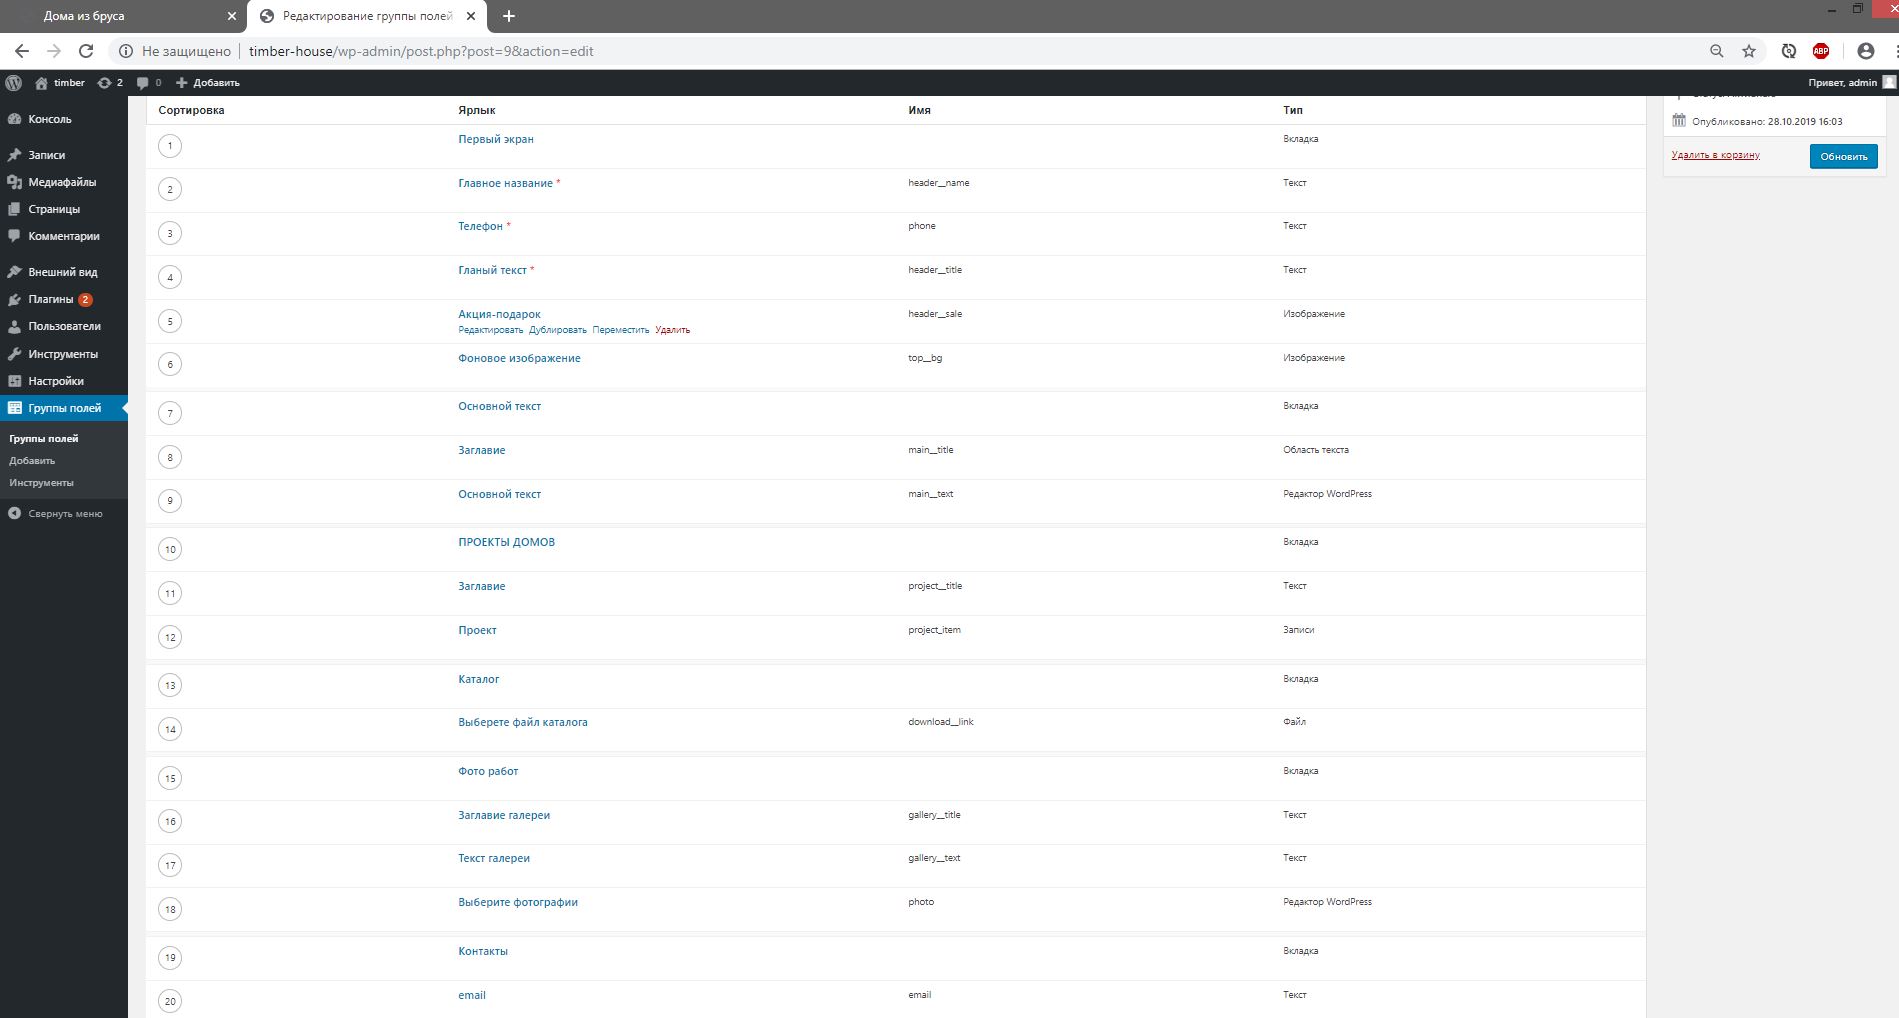 Дома из бруса
Редактирование группы полей
Не защищено timber-house/wp-admin/post.php?post=9&action=edit
ABP
timber 2 0 Добавить
Привет, admin
Консоль
Записи
Медиафайлы
Страницы
Комментарии
Внешний вид
Плагины 2
Пользователи
Инструменты
Настройки
Группы полей
Группы полей
Добавить
Инструменты
Свернуть меню
Сортировка Ярлык Имя Тип
1 Первый экран Вкладка
2 Главное название * header__name Текст
3 Телефон * phone Текст
4 Гланый текст * header__title Текст
5 Акция-подарок header__sale Изображение
Редактировать Дублировать Переместить Удалить
6 Фоновое изображение top__bg Изображение
7 Основной текст Вкладка
8 Заглавие main__title Область текста
9 Основной текст main__text Редактор WordPress
10 ПРОЕКТЫ ДОМОВ Вкладка
11 Заглавие project__title Текст
12 Проект project_item Записи
13 Каталог Вкладка
14 Выберете файл каталога download__link Файл
15 Фото работ Вкладка
16 Заглавие галереи gallery__title Текст
17 Текст галереи gallery__text Текст
18 Выберите фотографии photo Редактор WordPress
19 Контакты Вкладка
20 email email Текст
Опубликовано: 28.10.2019 16:03
Удалить в корзину
Обновить